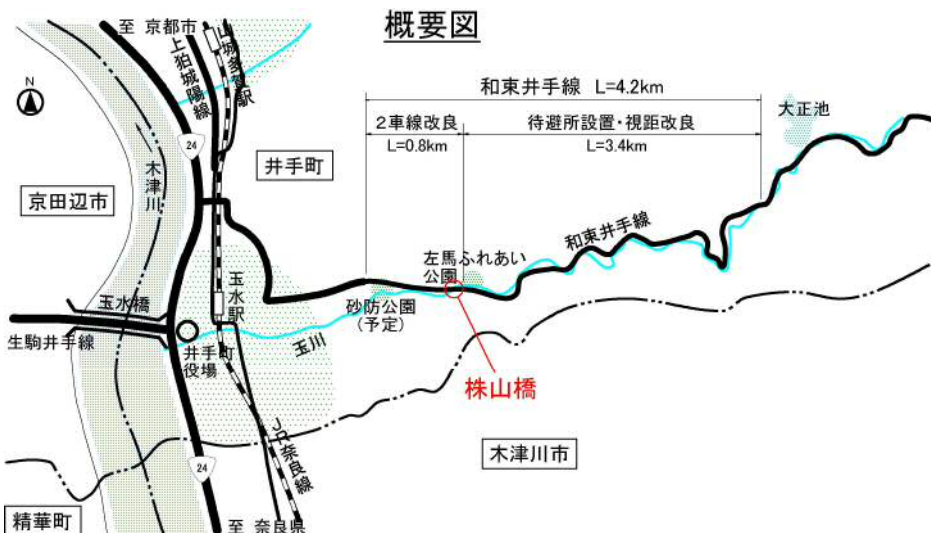 概要図
至 京都市
上狛城陽線
山城多賀駅
N
24
木津川
京田辺市
井手町
和束井手線 L=4.2km
2車線改良
L=0.8km
待避所設置・視距改良
L=3.4km
大正池
和束井手線
左馬ふれあい
公園
砂防公園
(予定)
玉水橋
生駒井手線
玉水駅
井手町
役場
玉川
株山橋
木津川市
JR奈良線
24
精華町
至 奈良県